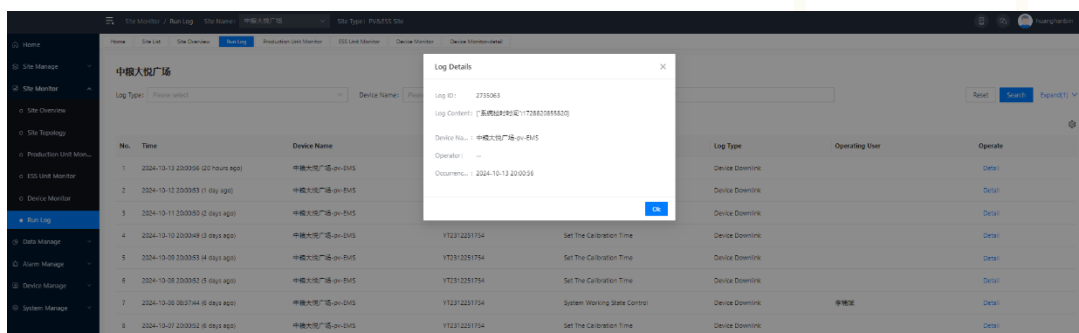 Site Monitor / Run Log Site Name: 中粮大悦广场 Site Type: PV&ESS Site huanghanbin
Home
Site Manage
Site Monitor
Site Overview
Site Topology
Production Unit Mon...
ESS Unit Monitor
Device Monitor
Run Log
Data Manage
Alarm Manage
Device Manage
System Manage
Home Site List Site Overview Run Log Production Unit Monitor ESS Unit Monitor Device Monitor Device Monitor-detail
中粮大悦广场
Log Type: Please select Device Name: Reset Search Expand(1)
No. Time Device Name Log Type Operating User Operate
1 2024-10-13 20:00:56 (20 hours ago) 中粮大悦广场-pv-EMS Device Downlink Detail
2 2024-10-12 20:00:53 (1 day ago) 中粮大悦广场-pv-EMS Device Downlink Detail
3 2024-10-11 20:00:50 (2 days ago) 中粮大悦广场-pv-EMS Device Downlink Detail
4 2024-10-10 20:00:49 (3 days ago) 中粮大悦广场-pv-EMS YT2312251754 Set The Calibration Time Device Downlink Detail
5 2024-10-09 20:00:53 (4 days ago) 中粮大悦广场-pv-EMS YT2312251754 Set The Calibration Time Device Downlink Detail
6 2024-10-08 20:00:52 (5 days ago) 中粮大悦广场-pv-EMS YT2312251754 Set The Calibration Time Device Downlink Detail
7 2024-10-08 08:37:44 (6 days ago) 中粮大悦广场-pv-EMS YT2312251754 System Working State Control Device Downlink Detail
8 2024-10-07 20:00:52 (6 days ago) 中粮大悦广场-pv-EMS YT2312251754 Set The Calibration Time Device Downlink Detail
Log Details
Log ID: 2735063
Log Content: {"系统校时时间":1728820855820}
Device Na... : 中粮大悦广场-pv-EMS
Operator: --
Occurrenc... : 2024-10-13 20:00:56
Ok